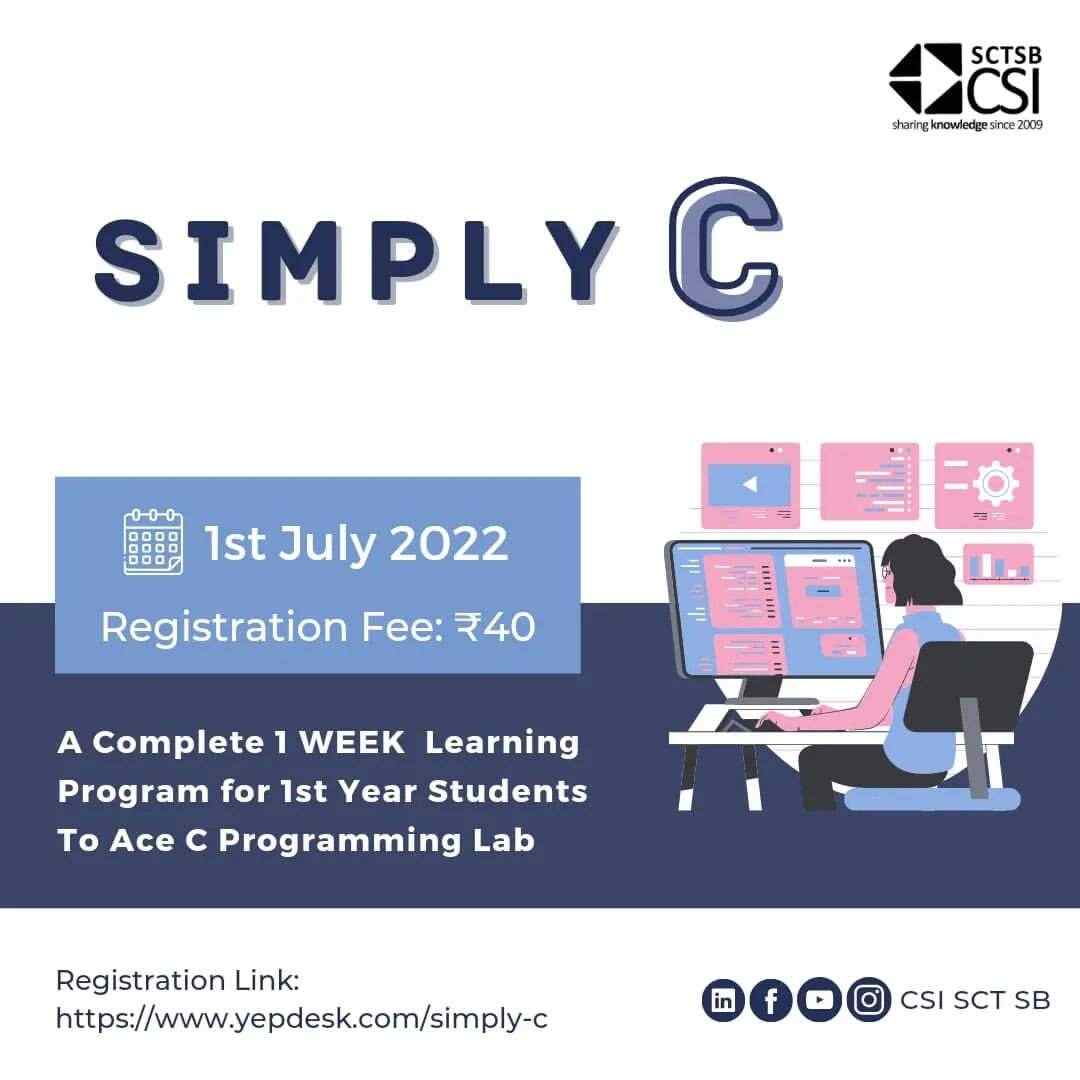 SCTSB
CSI
sharing knowledge since 2009
SIMPLY C
1st July 2022
Registration Fee: ₹40
A Complete 1 WEEK Learning
Program for 1st Year Students
To Ace C Programming Lab
Registration Link:
https://www.yepdesk.com/simply-c
CSI SCT SB